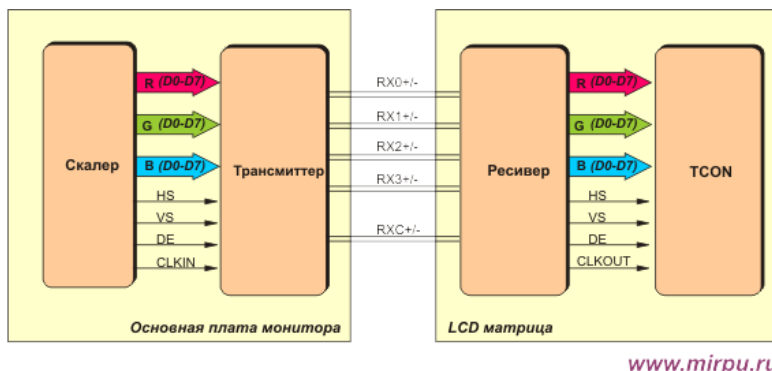 Скалер
R (D0-D7)
G (D0-D7)
B (D0-D7)
HS
VS
DE
CLKIN
Трансмиттер
Основная плата монитора
RX0+/-
RX1+/-
RX2+/-
RX3+/-
RXC+/-
Ресивер
R (D0-D7)
G (D0-D7)
B (D0-D7)
HS
VS
DE
CLKOUT
TCON
LCD матрица
www.mirpu.ru